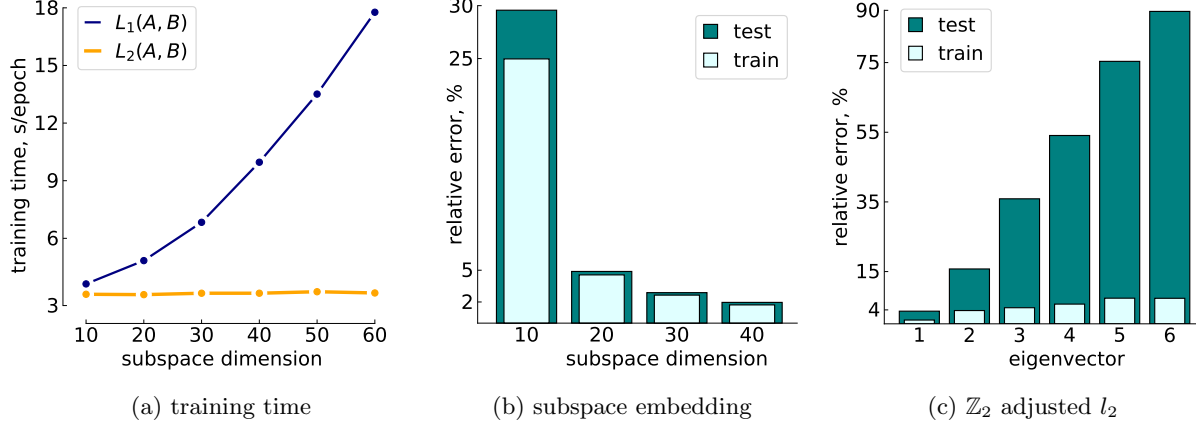 training time, s/epoch
18
15
12
9
6
3
L₁(A, B)
L₂(A, B)
10 20 30 40 50 60
subspace dimension
(a) training time
relative error, %
30
25
5
2
test
train
10 20 30 40
subspace dimension
(b) subspace embedding
relative error, %
90
75
55
35
15
4
test
train
1 2 3 4 5 6
eigenvector
(c) ℤ₂ adjusted l₂